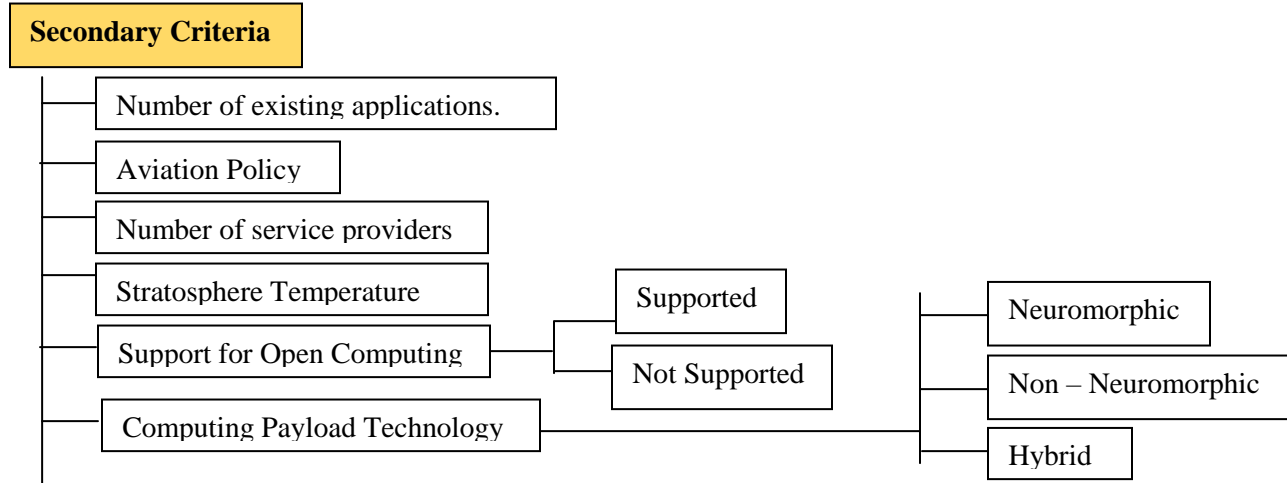 Secondary Criteria
Number of existing applications.
Aviation Policy
Number of service providers
Stratosphere Temperature
Support for Open Computing
Supported
Not Supported
Computing Payload Technology
Neuromorphic
Non – Neuromorphic
Hybrid